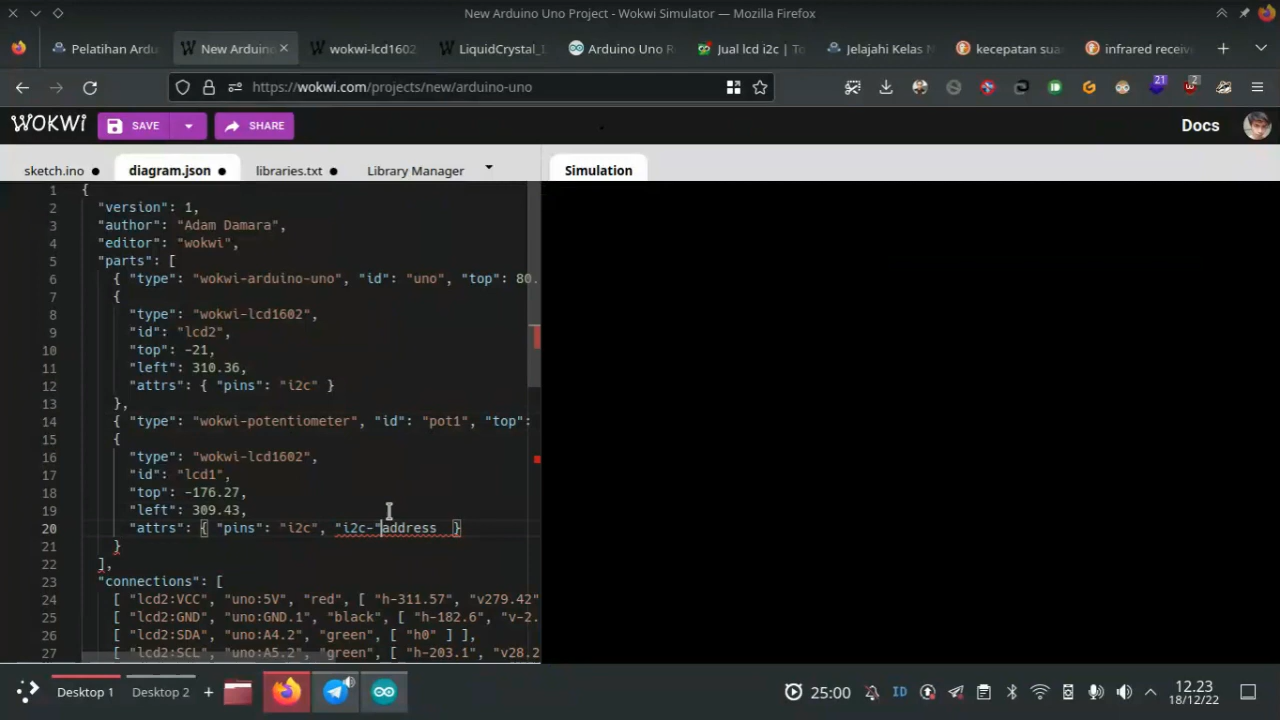 New Arduino Uno Project - Wokwi Simulator — Mozilla Firefox
Pelatihan Ardu
New Arduino
wokwi-lcd1602
LiquidCrystal_
Arduino Uno R
Jual lcd i2c | To
Jelajahi Kelas
kecepatan sua
infrared receiv
https://wokwi.com/projects/new/arduino-uno
21
2
WOKWI
SAVE
SHARE
Docs
sketch.ino
diagram.json
libraries.txt
Library Manager
Simulation
1 {
2 "version": 1,
3 "author": "Adam Damara",
4 "editor": "wokwi",
5 "parts": [
6 { "type": "wokwi-arduino-uno", "id": "uno", "top": 80.
7 {
8 "type": "wokwi-lcd1602",
9 "id": "lcd2",
10 "top": -21,
11 "left": 310.36,
12 "attrs": { "pins": "i2c" }
13 },
14 { "type": "wokwi-potentiometer", "id": "pot1", "top":
15 {
16 "type": "wokwi-lcd1602",
17 "id": "lcd1",
18 "top": -176.27,
19 "left": 309.43,
20 "attrs": { "pins": "i2c", "i2c-"address }
21 }
22 ],
23 "connections": [
24 [ "lcd2:VCC", "uno:5V", "red", [ "h-311.57", "v279.42"
25 [ "lcd2:GND", "uno:GND.1", "black", [ "h-182.6", "v-2.
26 [ "lcd2:SDA", "uno:A4.2", "green", [ "h0" ] ],
27 [ "lcd2:SCL", "uno:A5.2", "green", [ "h-203.1", "v28.2
Desktop 1
Desktop 2
25:00
ID
12.23
18/12/22